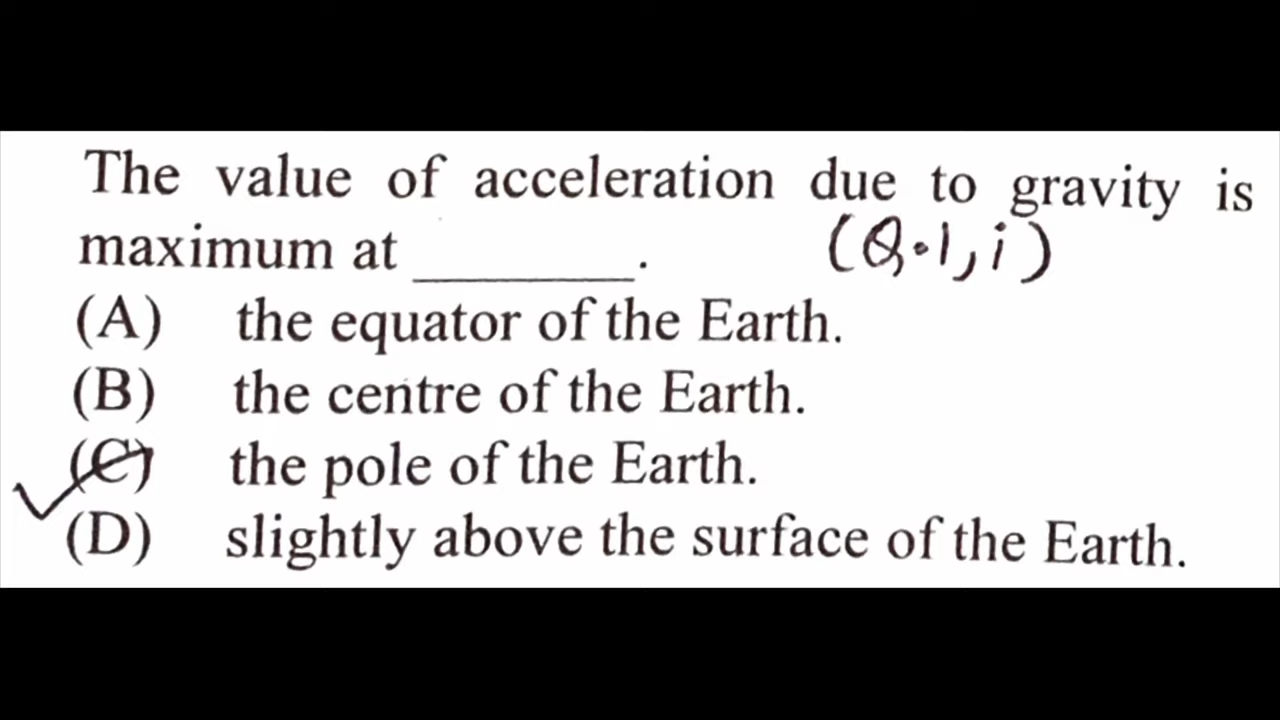 The value of acceleration due to gravity is
maximum at ________. (Q.1,i)
(A) the equator of the Earth.
(B) the centre of the Earth.
(C) the pole of the Earth.
(D) slightly above the surface of the Earth.